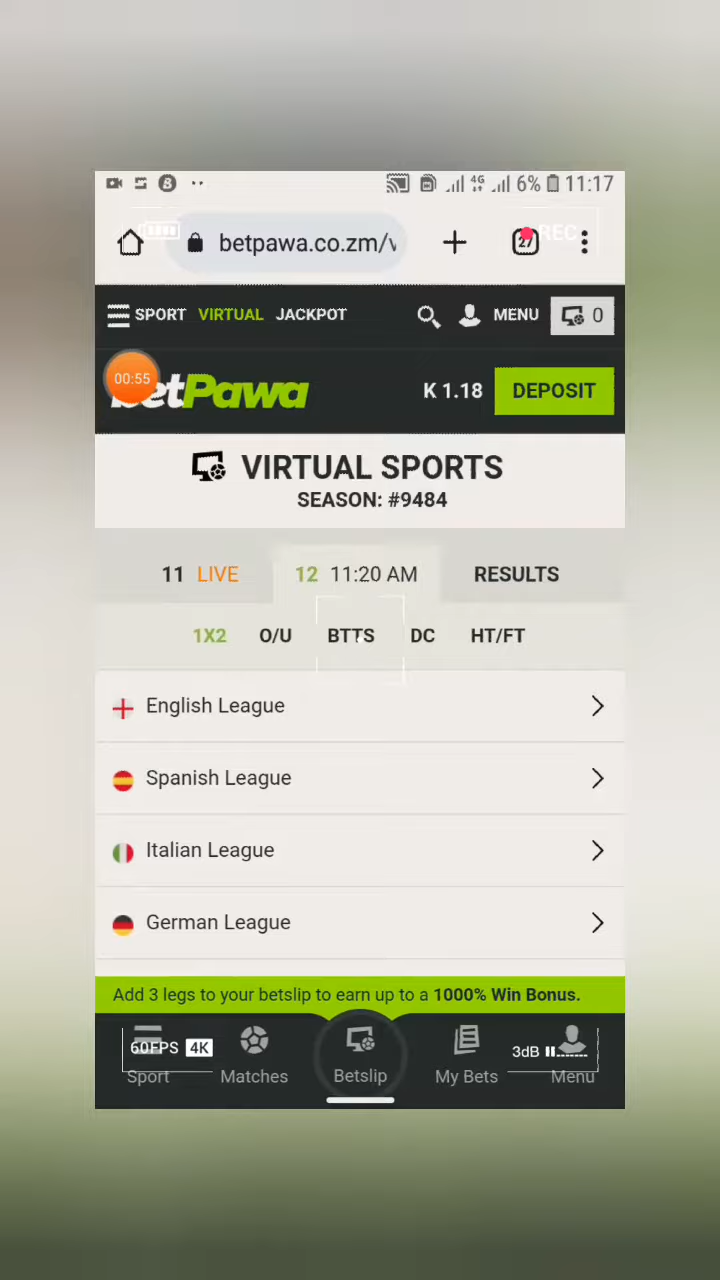 6% 11:17
betpawa.co.zm/v
27
REC
SPORT VIRTUAL JACKPOT MENU 0
00:55
betPawa K 1.18 DEPOSIT
VIRTUAL SPORTS
SEASON: #9484
11 LIVE 12 11:20 AM RESULTS
1X2 O/U BTTS DC HT/FT
English League
Spanish League
Italian League
German League
Add 3 legs to your betslip to earn up to a 1000% Win Bonus.
60FPS 4K 3dB
Sport Matches Betslip My Bets Menu